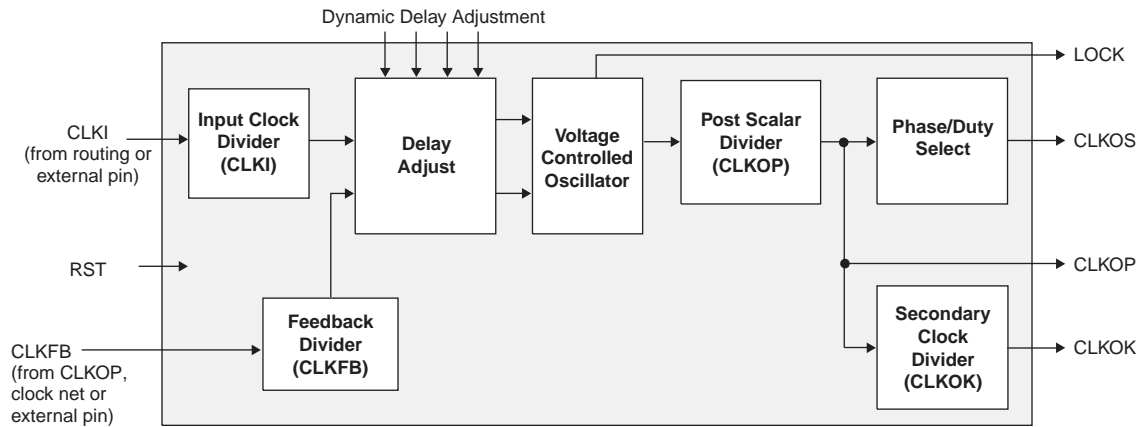 Dynamic Delay Adjustment
LOCK
CLKI
(from routing or
external pin)
Input Clock
Divider
(CLKI)
Delay
Adjust
Voltage
Controlled
Oscillator
Post Scalar
Divider
(CLKOP)
Phase/Duty
Select
CLKOS
RST
CLKOP
CLKFB
(from CLKOP,
clock net or
external pin)
Feedback
Divider
(CLKFB)
Secondary
Clock
Divider
(CLKOK)
CLKOK